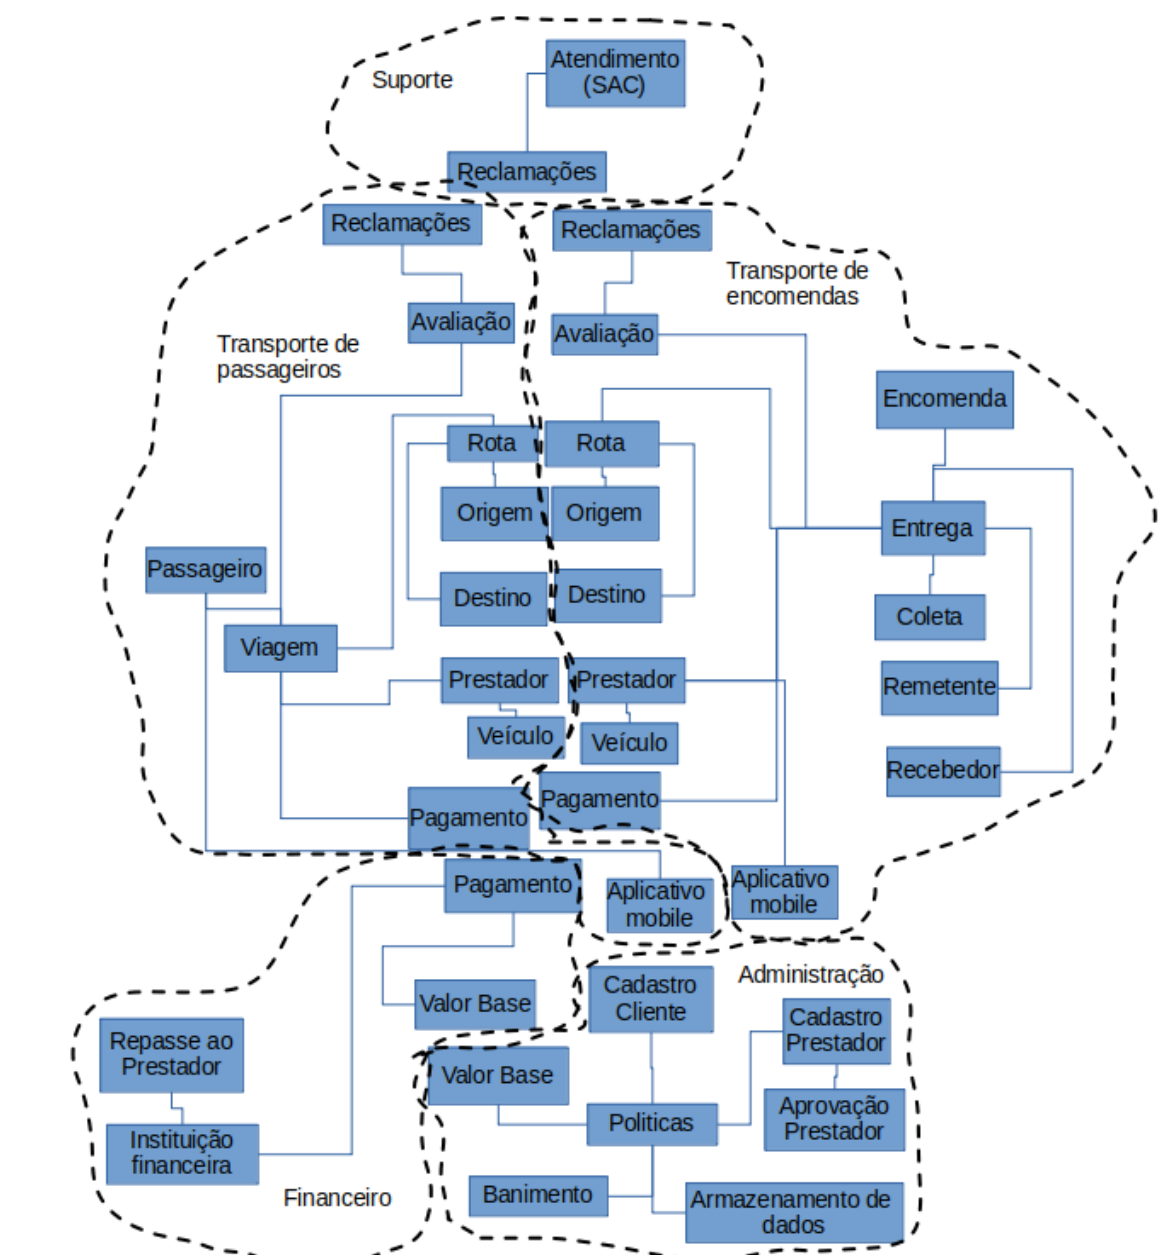 Suporte
Atendimento
(SAC)
Reclamações
Reclamações
Reclamações
Transporte de
encomendas
Avaliação
Avaliação
Transporte de
passageiros
Encomenda
Rota
Rota
Origem
Origem
Entrega
Passageiro
Destino
Destino
Coleta
Viagem
Prestador
Prestador
Remetente
Veículo
Veículo
Recebedor
Pagamento
Pagamento
Pagamento
Aplicativo
mobile
Aplicativo
mobile
Administração
Cadastro
Cliente
Valor Base
Cadastro
Prestador
Repasse ao
Prestador
Valor Base
Politicas
Aprovação
Prestador
Instituição
financeira
Financeiro
Banimento
Armazenamento de
dados